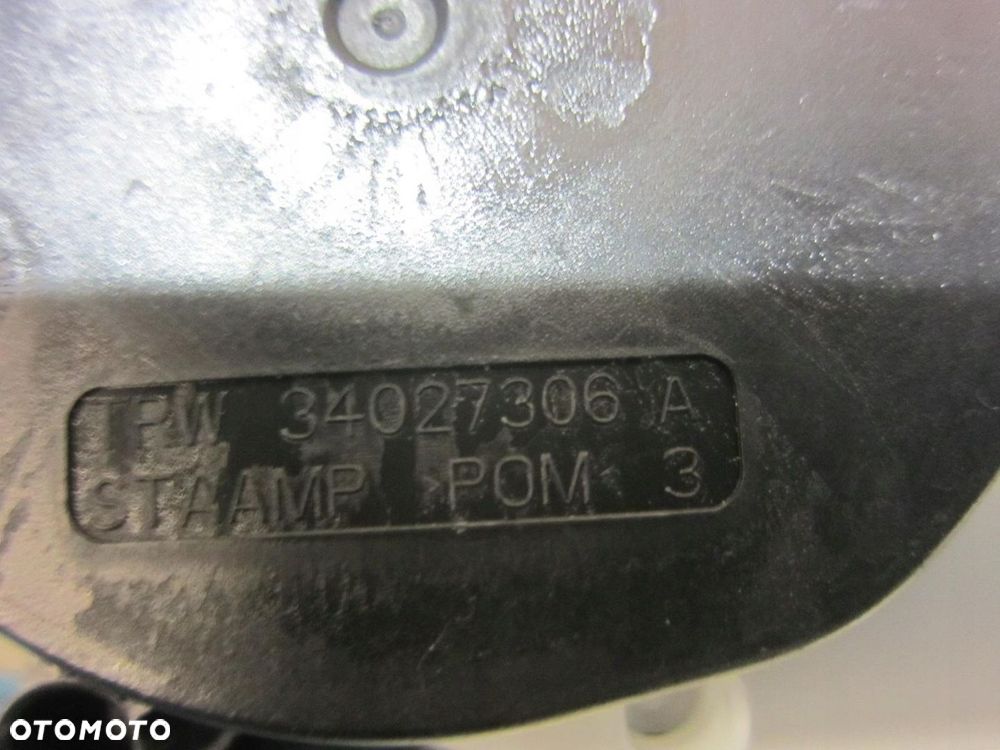 TRW 34027306 A
STAAMP >POM< 3
OTOMOTO